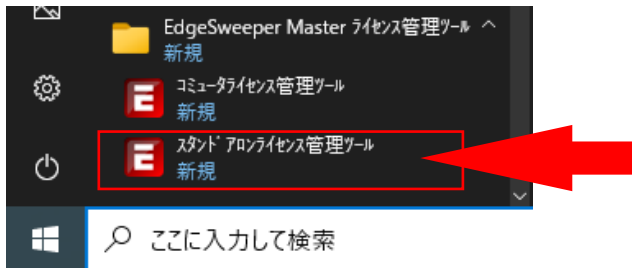 EdgeSweeper Master ﾗｲｾﾝｽ管理ﾂｰﾙ
新規
ｺﾐｭｰﾀﾗｲｾﾝｽ管理ﾂｰﾙ
新規
ｽﾀﾝﾄﾞｱﾛﾝﾗｲｾﾝｽ管理ﾂｰﾙ
新規
ここに入力して検索